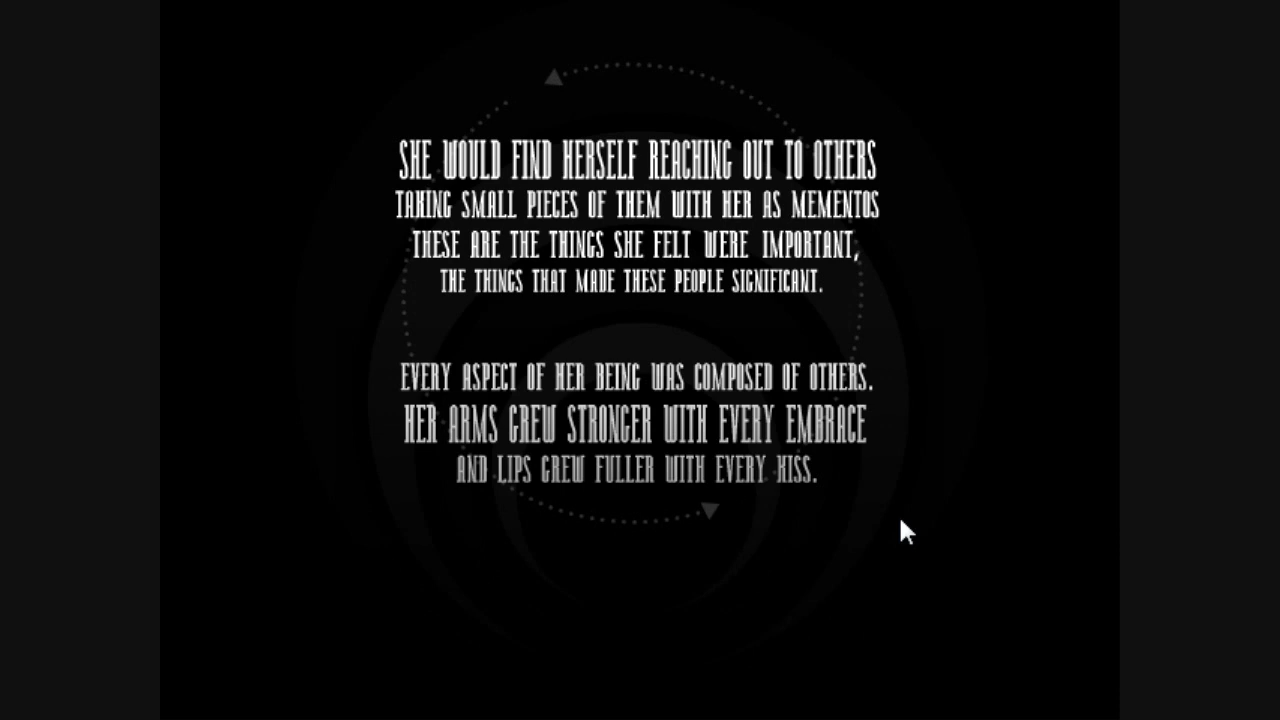 SHE WOULD FIND HERSELF REACHING OUT TO OTHERS
TAKING SMALL PIECES OF THEM WITH HER AS MEMENTOS
THESE ARE THE THINGS SHE FELT WERE IMPORTANT,
THE THINGS THAT MADE THESE PEOPLE SIGNIFICANT.
EVERY ASPECT OF HER BEING WAS COMPOSED OF OTHERS.
HER ARMS GREW STRONGER WITH EVERY EMBRACE
AND LIPS GREW FULLER WITH EVERY KISS.